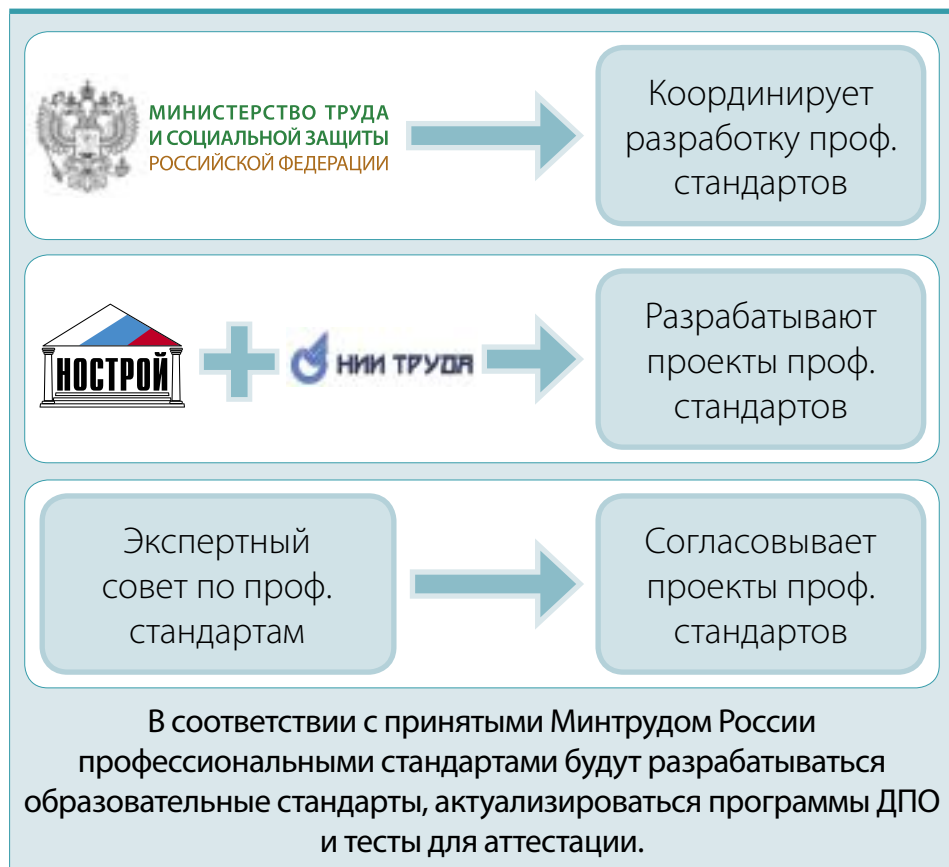 МИНИСТЕРСТВО ТРУДА
И СОЦИАЛЬНОЙ ЗАЩИТЫ
РОССИЙСКОЙ ФЕДЕРАЦИИ
Координирует
разработку проф.
стандартов
НОСТРОЙ
НИИ ТРУДА
Разрабатывают
проекты проф.
стандартов
Экспертный
совет по проф.
стандартам
Согласовывает
проекты проф.
стандартов
В соответствии с принятыми Минтрудом России
профессиональными стандартами будут разрабатываться
образовательные стандарты, актуализироваться программы ДПО
и тесты для аттестации.